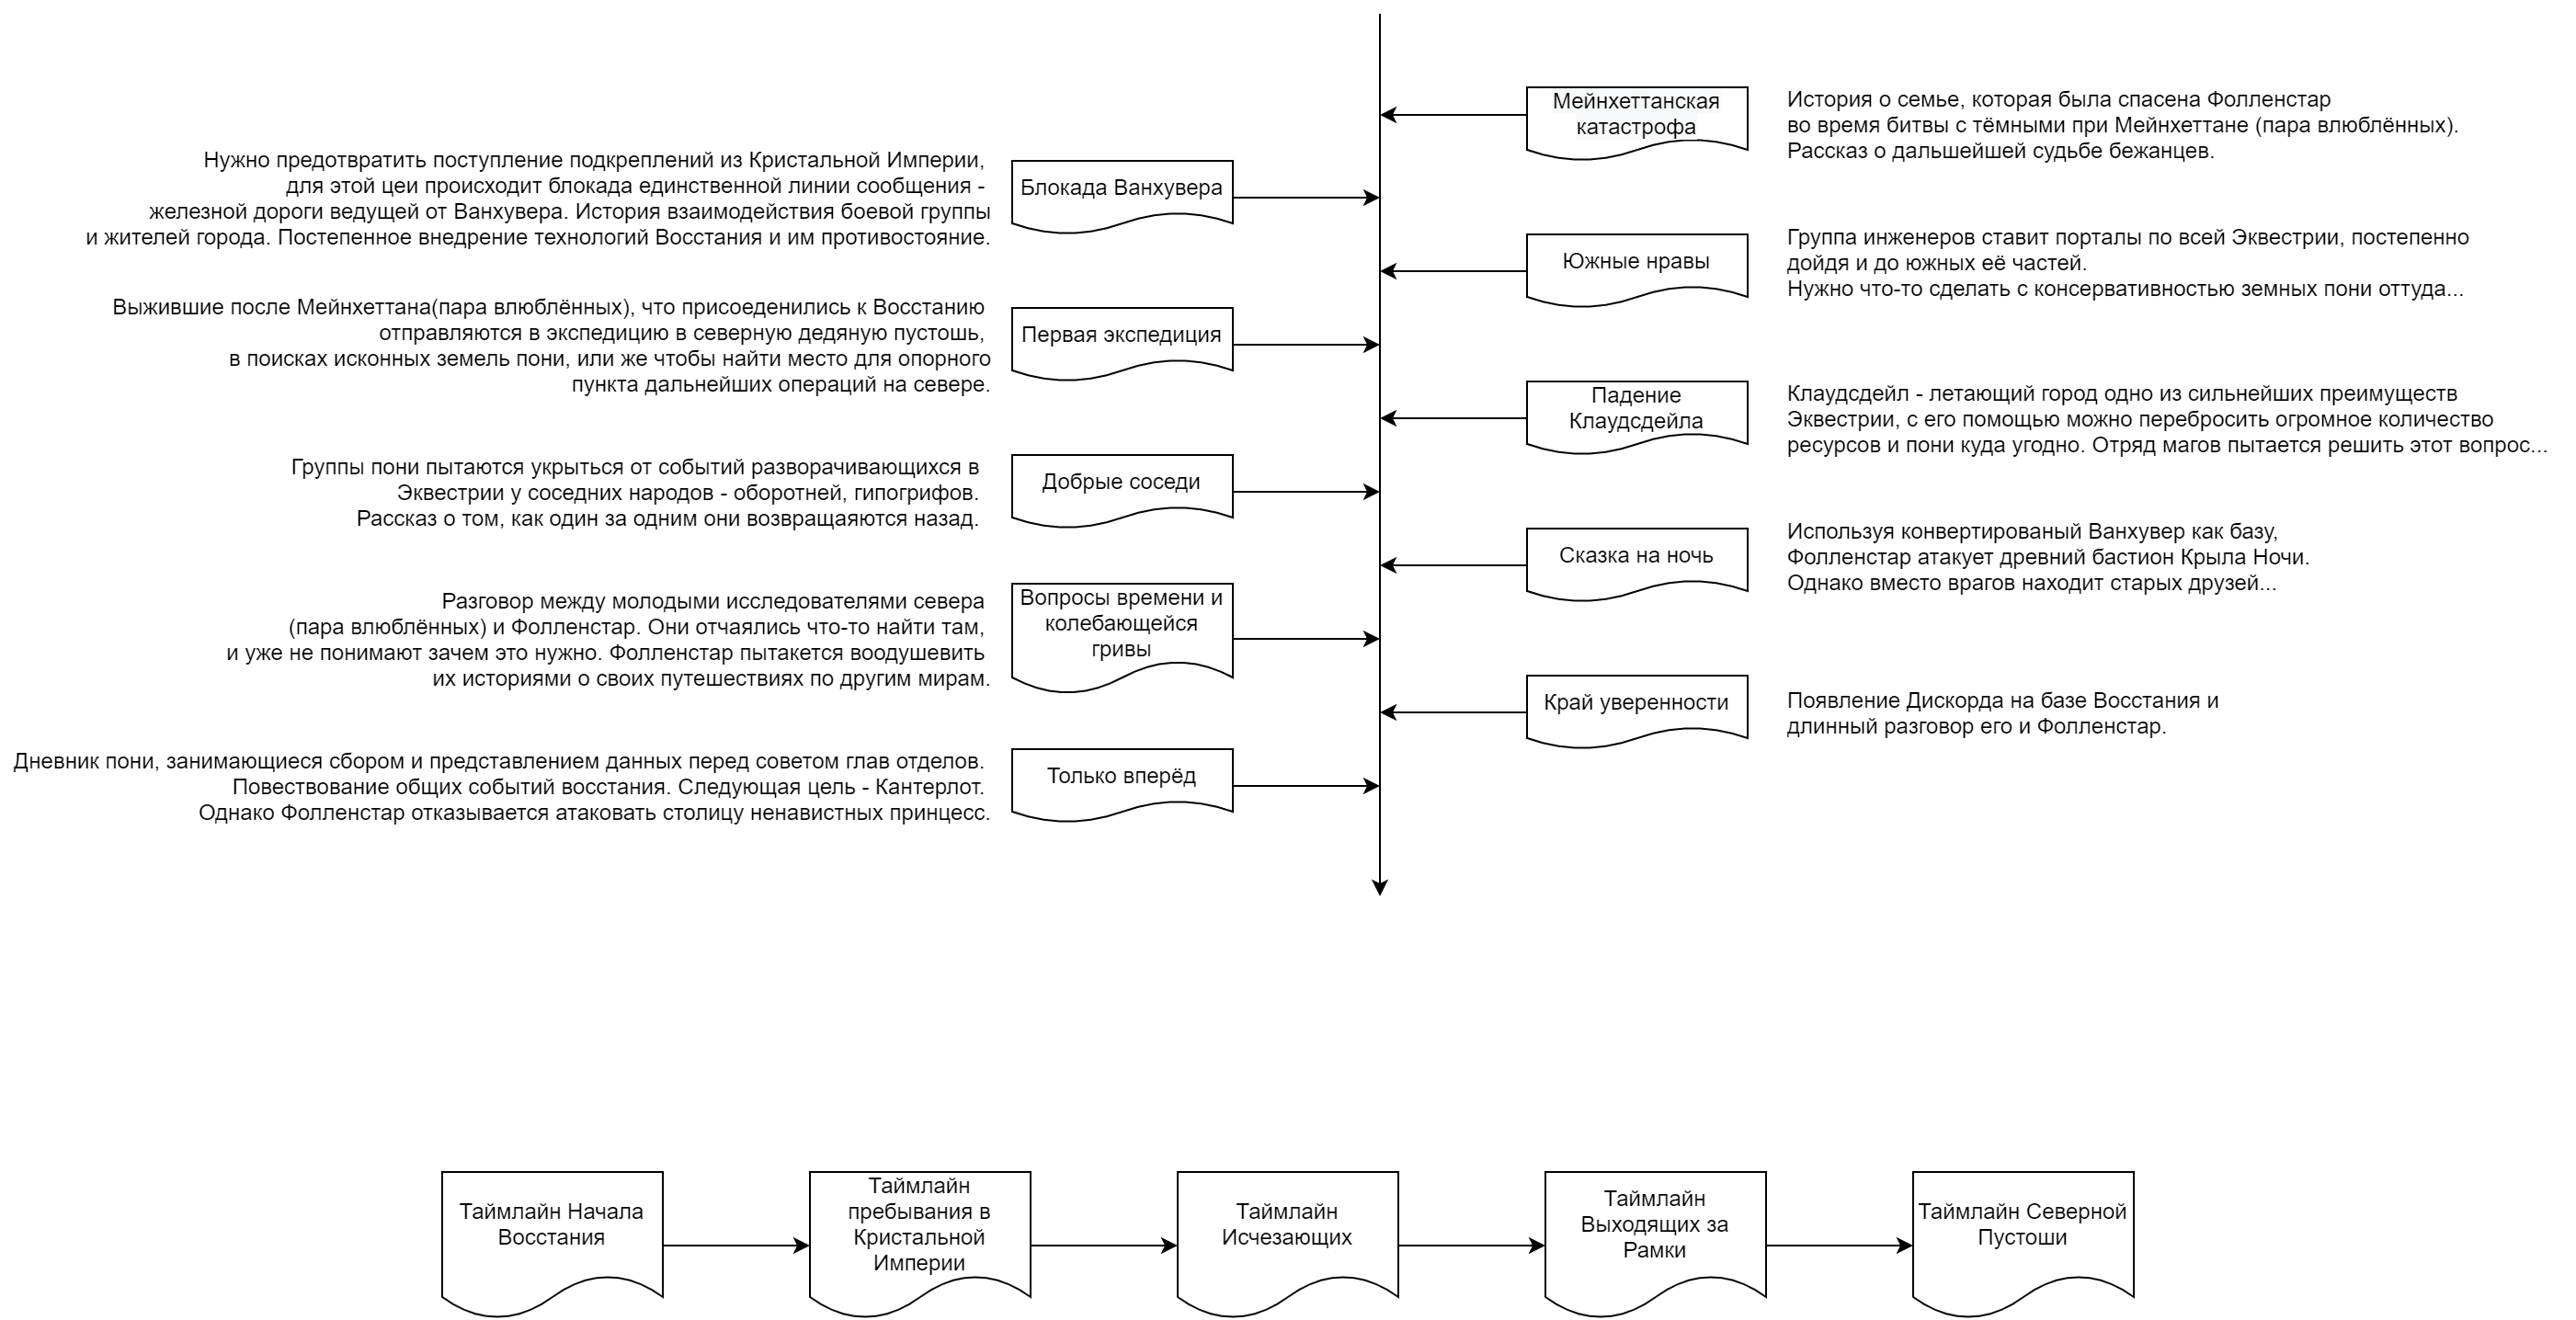 Мейнхеттанская
катастрофа
История о семье, которая была спасена Фолленстар
во время битвы с тёмными при Мейнхеттане (пара влюблённых).
Рассказ о дальшейшей судьбе бежанцев.
Нужно предотвратить поступление подкреплений из Кристальной Империи,
для этой цеи происходит блокада единственной линии сообщения -
железной дороги ведущей от Ванхувера. История взаимодействия боевой группы
и жителей города. Постепенное внедрение технологий Восстания и им противостояние.
Блокада Ванхувера
Южные нравы
Группа инженеров ставит порталы по всей Эквестрии, постепенно
дойдя и до южных её частей.
Нужно что-то сделать с консервативностью земных пони оттуда...
Выжившие после Мейнхеттана(пара влюблённых), что присоеденились к Восстанию
отправляются в экспедицию в северную дедяную пустошь,
в поисках исконных земель пони, или же чтобы найти место для опорного
пункта дальнейших операций на севере.
Первая экспедиция
Падение
Клаудсдейла
Клаудсдейл - летающий город одно из сильнейших преимуществ
Эквестрии, с его помощью можно перебросить огромное количество
ресурсов и пони куда угодно. Отряд магов пытается решить этот вопрос...
Группы пони пытаются укрыться от событий разворачивающихся в
Эквестрии у соседних народов - оборотней, гипогрифов.
Рассказ о том, как один за одним они возвращаяются назад.
Добрые соседи
Сказка на ночь
Используя конвертированый Ванхувер как базу,
Фолленстар атакует древний бастион Крыла Ночи.
Однако вместо врагов находит старых друзей...
Разговор между молодыми исследователями севера
(пара влюблённых) и Фолленстар. Они отчаялись что-то найти там,
и уже не понимают зачем это нужно. Фолленстар пытакется воодушевить
их историями о своих путешествиях по другим мирам.
Вопросы времени и
колебающейся
гривы
Край уверенности
Появление Дискорда на базе Восстания и
длинный разговор его и Фолленстар.
Дневник пони, занимающиеся сбором и представлением данных перед советом глав отделов.
Повествование общих событий восстания. Следующая цель - Кантерлот.
Однако Фолленстар отказывается атаковать столицу ненавистных принцесс.
Только вперёд
Таймлайн Начала
Восстания
Таймлайн
пребывания в
Кристальной
Империи
Таймлайн
Исчезающих
Таймлайн
Выходящих за
Рамки
Таймлайн Северной
Пустоши